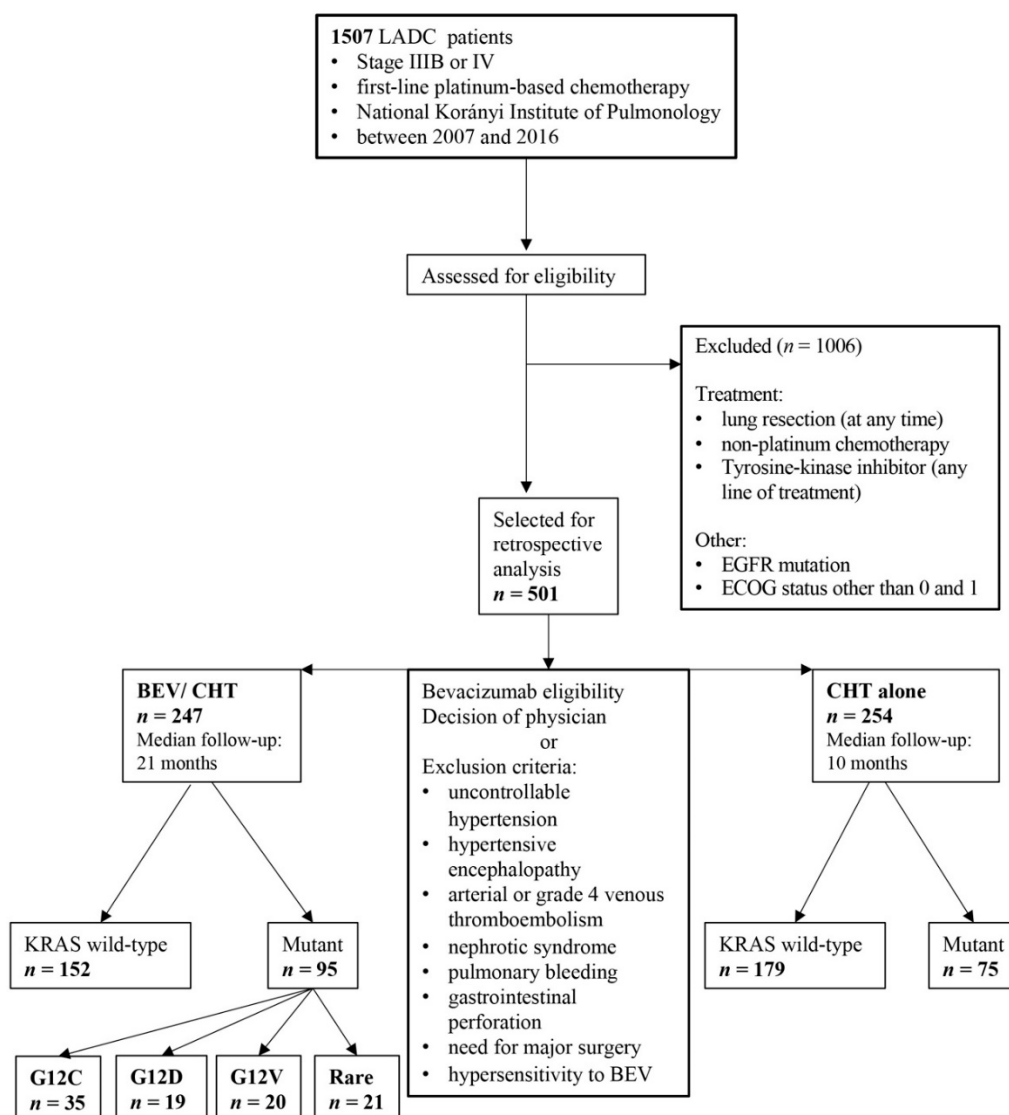 1507 LADC patients
• Stage IIIB or IV
• first-line platinum-based chemotherapy
• National Korányi Institute of Pulmonology
• between 2007 and 2016
Assessed for eligibility
Excluded (n = 1006)
Treatment:
• lung resection (at any time)
• non-platinum chemotherapy
• Tyrosine-kinase inhibitor (any
line of treatment)
Other:
• EGFR mutation
• ECOG status other than 0 and 1
Selected for
retrospective
analysis
n = 501
BEV/ CHT
n = 247
Median follow-up:
21 months
Bevacizumab eligibility
Decision of physician
or
Exclusion criteria:
• uncontrollable
hypertension
• hypertensive
encephalopathy
• arterial or grade 4 venous
thromboembolism
• nephrotic syndrome
• pulmonary bleeding
• gastrointestinal
perforation
• need for major surgery
• hypersensitivity to BEV
CHT alone
n = 254
Median follow-up:
10 months
KRAS wild-type
n = 152
Mutant
n = 95
KRAS wild-type
n = 179
Mutant
n = 75
G12C
n = 35
G12D
n = 19
G12V
n = 20
Rare
n = 21